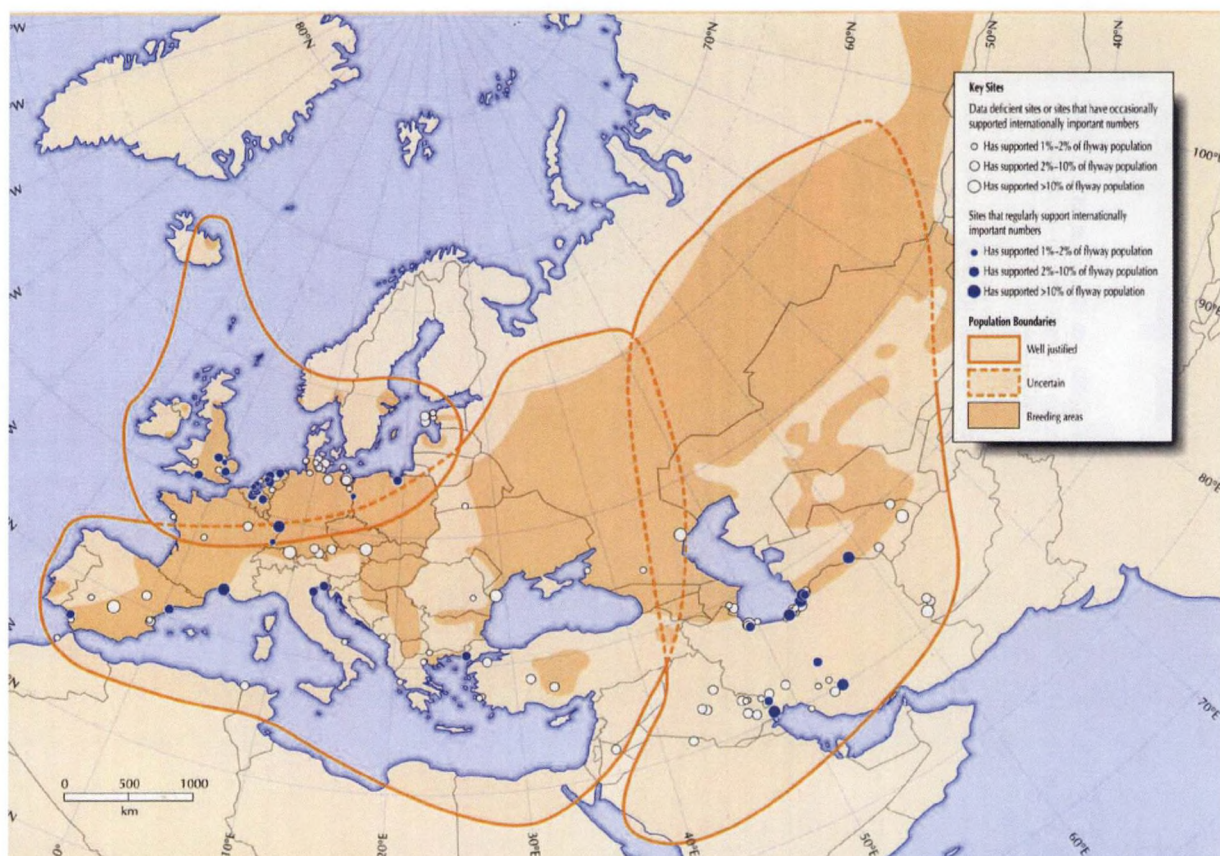 80°N
70°N
60°N
50°N
40°N
°W
W
Key Sites
Data deficient sites or sites that have occasionally
supported internationally important numbers
Has supported 1%–2% of flyway population
Has supported 2%–10% of flyway population
Has supported >10% of flyway population
Sites that regularly support internationally
important numbers
Has supported 1%–2% of flyway population
Has supported 2%–10% of flyway population
Has supported >10% of flyway population
Population Boundaries
Well justified
Uncertain
Breeding areas
100°E
90°E
80°E
70°E
0 500 1000
km
10°E
20°E
30°E
40°E
50°E
60°E